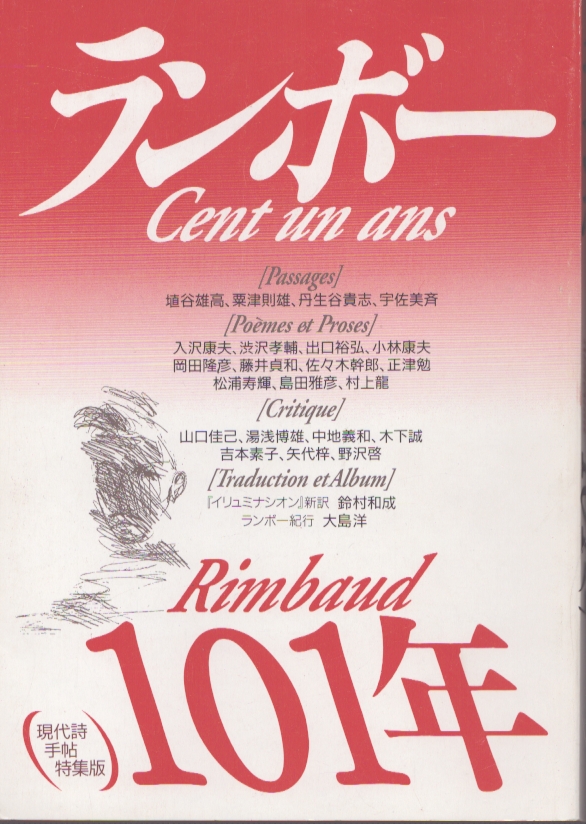 ランボー
Cent un ans
[Passages]
埴谷雄高、粟津則雄、丹生谷貴志、宇佐美斉
[Poèmes et Proses]
入沢康夫、渋沢孝輔、出口裕弘、小林康夫
岡田隆彦、藤井貞和、佐々木幹郎、正津勉
松浦寿輝、島田雅彦、村上龍
[Critique]
山口佳己、湯浅博雄、中地義和、木下誠
吉本素子、矢代梓、野沢啓
[Traduction et Album]
『イリュミナシオン』新訳 鈴村和成
ランボー紀行 大島洋
Rimbaud
101年
現代詩
手帖
特集版